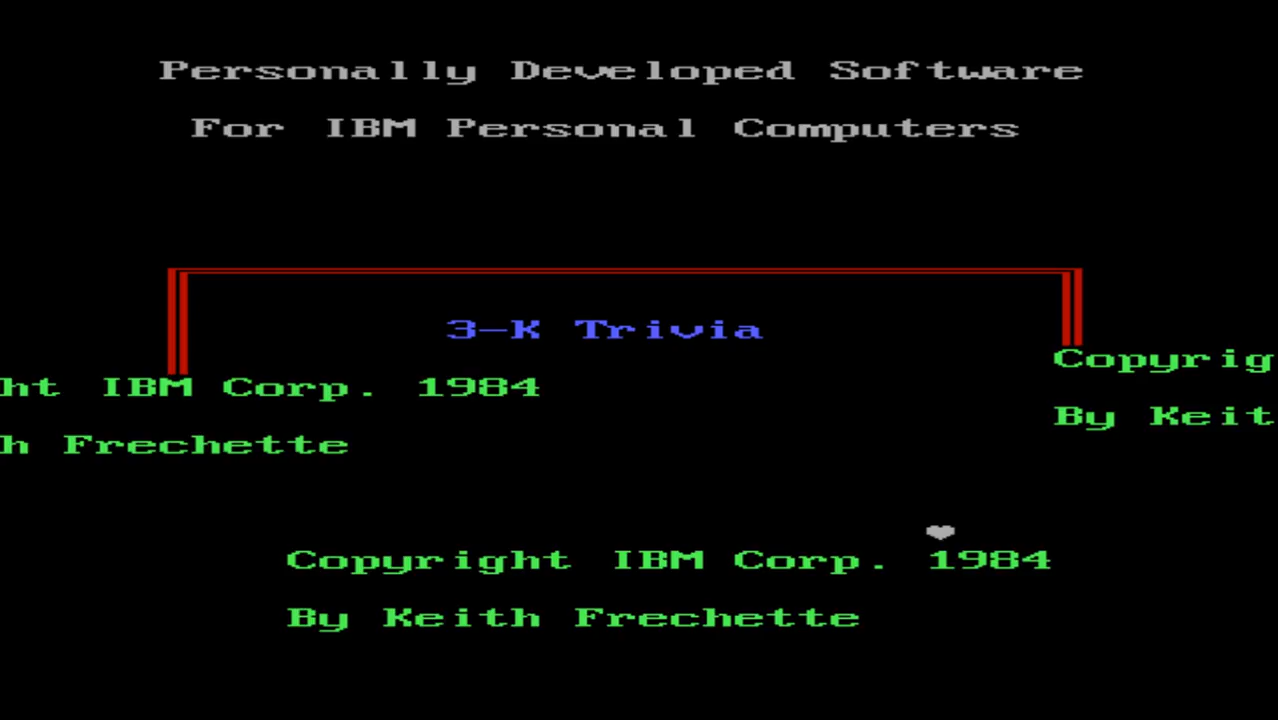 Personally Developed Software
For IBM Personal Computers
3-K Trivia
Copyrig
ht IBM Corp. 1984
By Keit
h Frechette
Copyright IBM Corp. 1984
By Keith Frechette